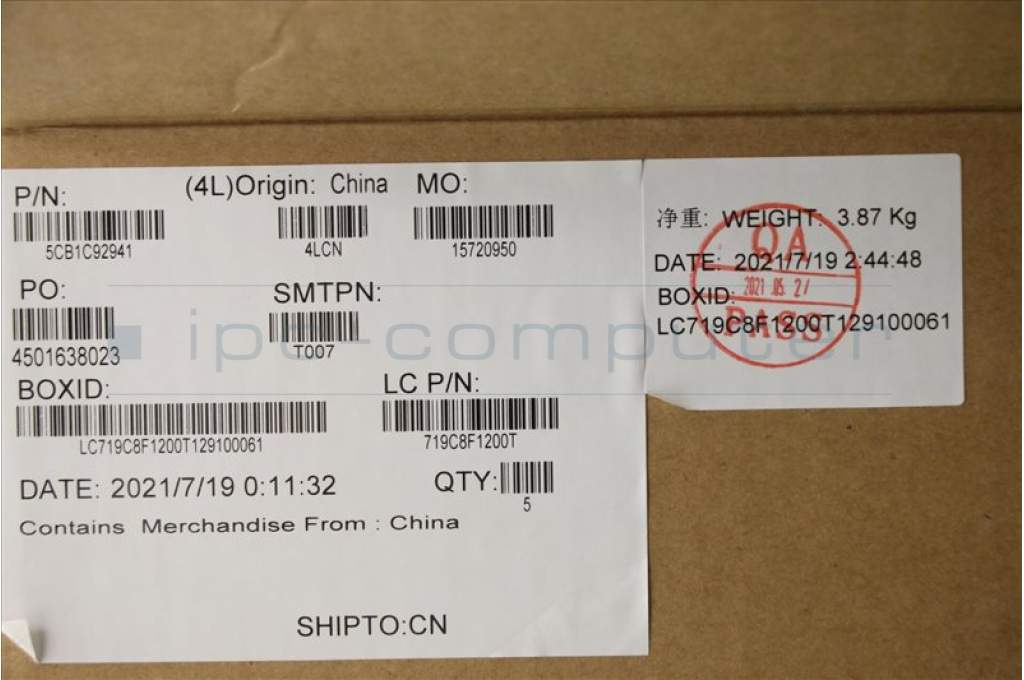 P/N:
5CB1C92941
(4L)Origin: China
4LCN
MO:
15720950
PO:
4501638023
SMTPN:
T007
BOXID:
LC719C8F1200T129100061
LC P/N:
719C8F1200T
DATE: 2021/7/19 0:11:32
QTY:
5
Contains Merchandise From : China
SHIPTO:CN
净重: WEIGHT: 3.87 Kg
DATE: 2021/7/19 2:44:48
BOXID:
LC719C8F1200T129100061
QA
PASS
ipc-computer